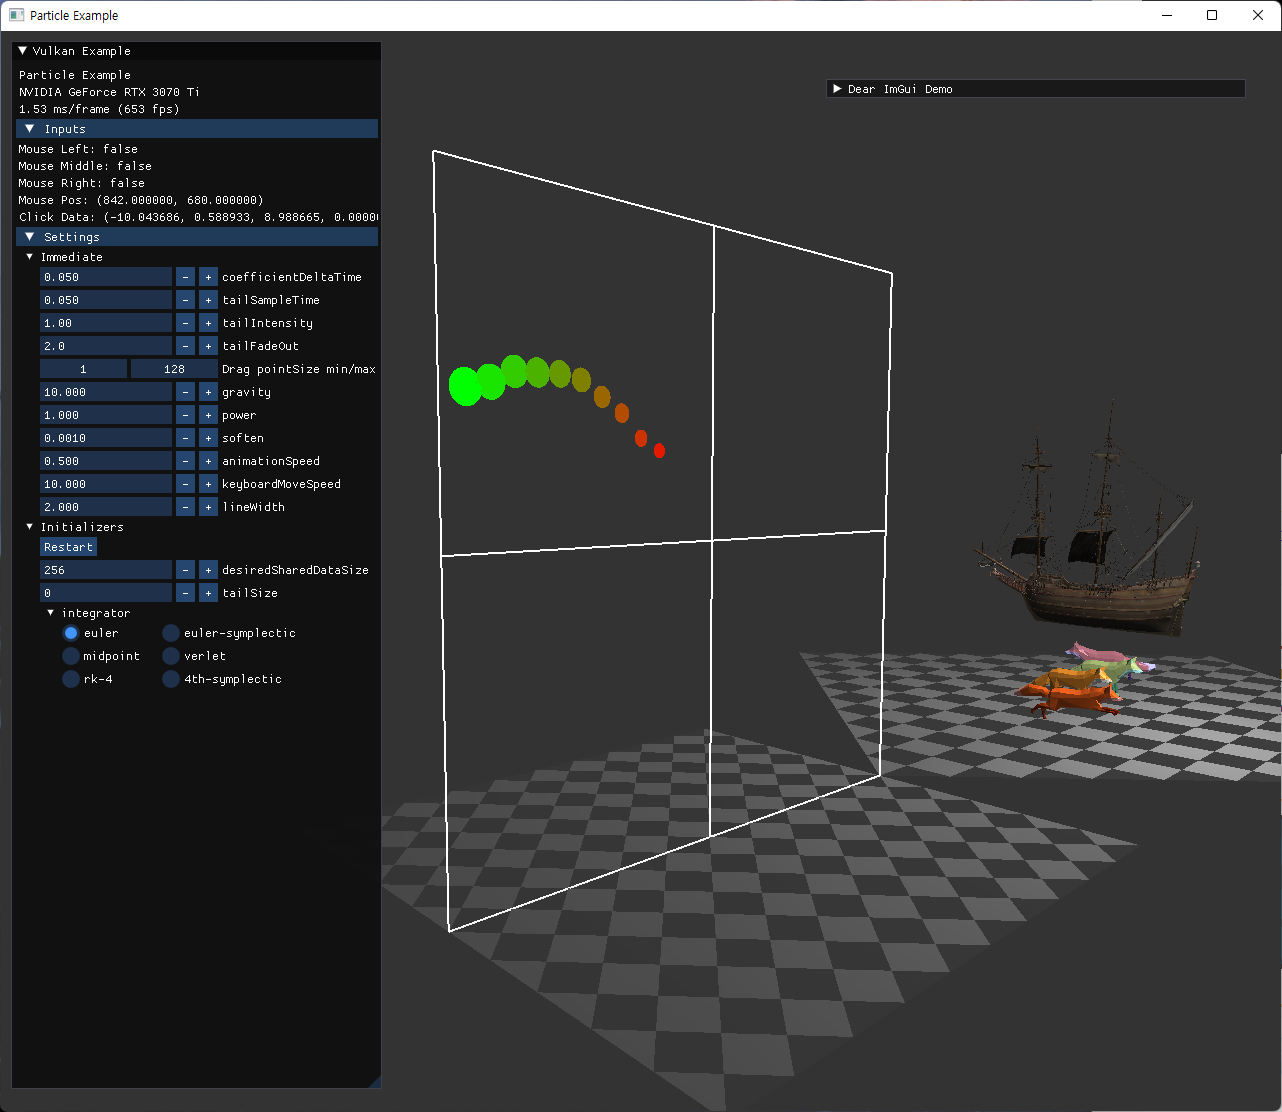 Particle Example
Vulkan Example
Particle Example
NVIDIA GeForce RTX 3070 Ti
1.53 ms/frame (653 fps)
Inputs
Mouse Left: false
Mouse Middle: false
Mouse Right: false
Mouse Pos: (842.000000, 680.000000)
Click Data: (-10.043686, 0.588933, 8.988665, 0.0000
Settings
Immediate
0.050 - + coefficientDeltaTime
0.050 - + tailSampleTime
1.00 - + tailIntensity
2.0 - + tailFadeOut
1 128 Drag pointSize min/max
10.000 - + gravity
1.000 - + power
0.0010 - + soften
0.500 - + animationSpeed
10.000 - + keyboardMoveSpeed
2.000 - + lineWidth
Initializers
Restart
256 - + desiredSharedDataSize
0 - + tailSize
integrator
euler euler-symplectic
midpoint verlet
rk-4 4th-symplectic
Dear ImGui Demo